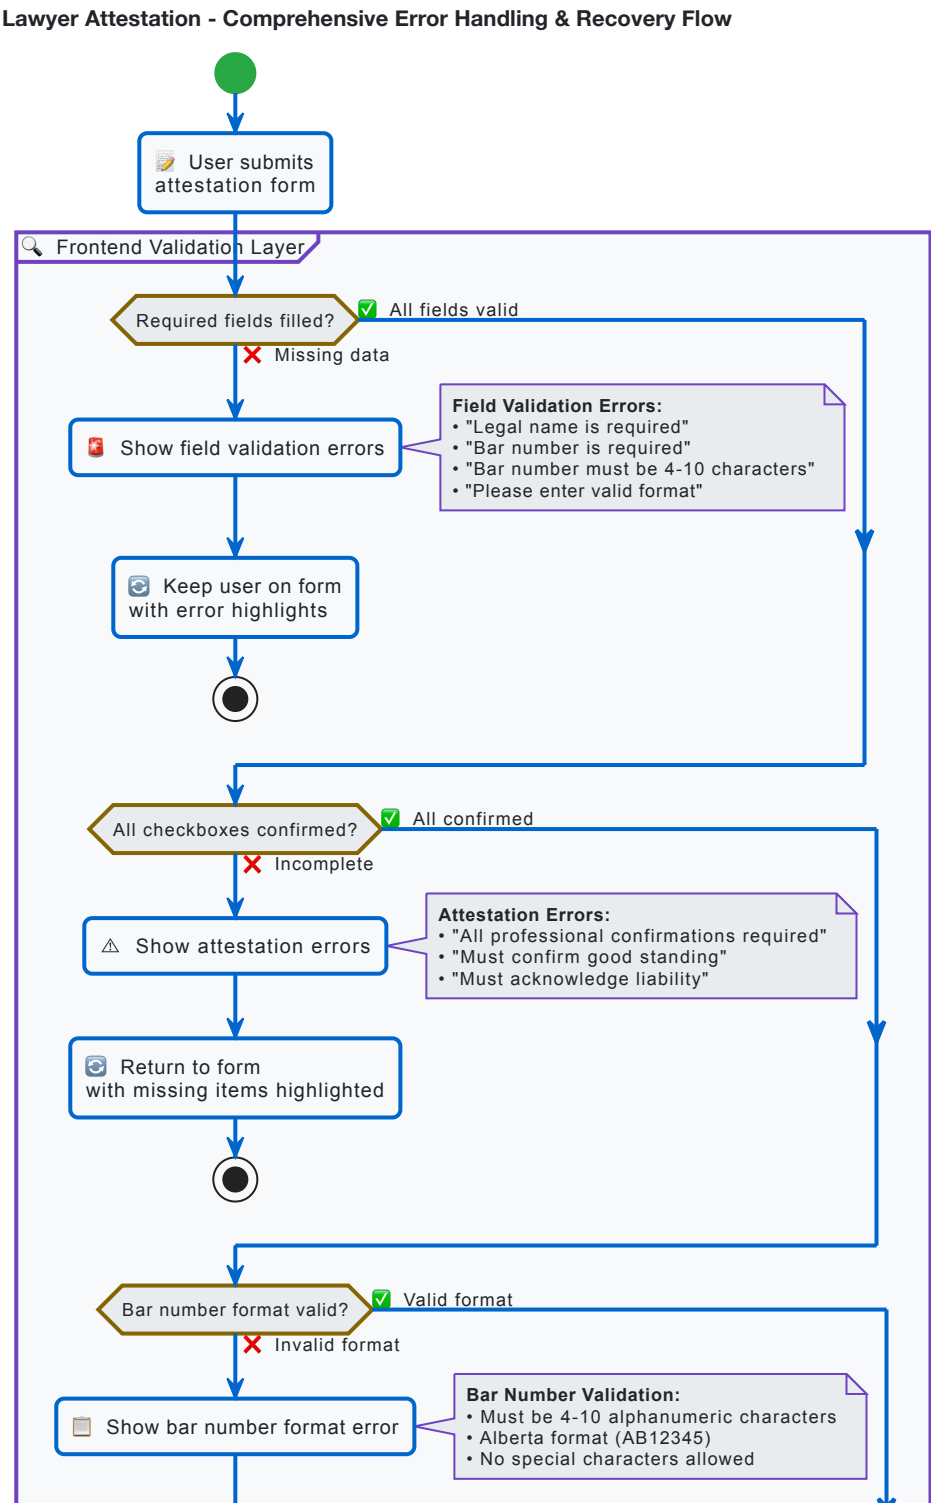 Lawyer Attestation - Comprehensive Error Handling & Recovery Flow
📝 User submits
attestation form
🔍 Frontend Validation Layer
Required fields filled?
✅ All fields valid
❌ Missing data
🚨 Show field validation errors
Field Validation Errors:
• "Legal name is required"
• "Bar number is required"
• "Bar number must be 4-10 characters"
• "Please enter valid format"
🔄 Keep user on form
with error highlights
All checkboxes confirmed?
✅ All confirmed
❌ Incomplete
⚠ Show attestation errors
Attestation Errors:
• "All professional confirmations required"
• "Must confirm good standing"
• "Must acknowledge liability"
🔄 Return to form
with missing items highlighted
Bar number format valid?
✅ Valid format
❌ Invalid format
📋 Show bar number format error
Bar Number Validation:
• Must be 4-10 alphanumeric characters
• Alberta format (AB12345)
• No special characters allowed